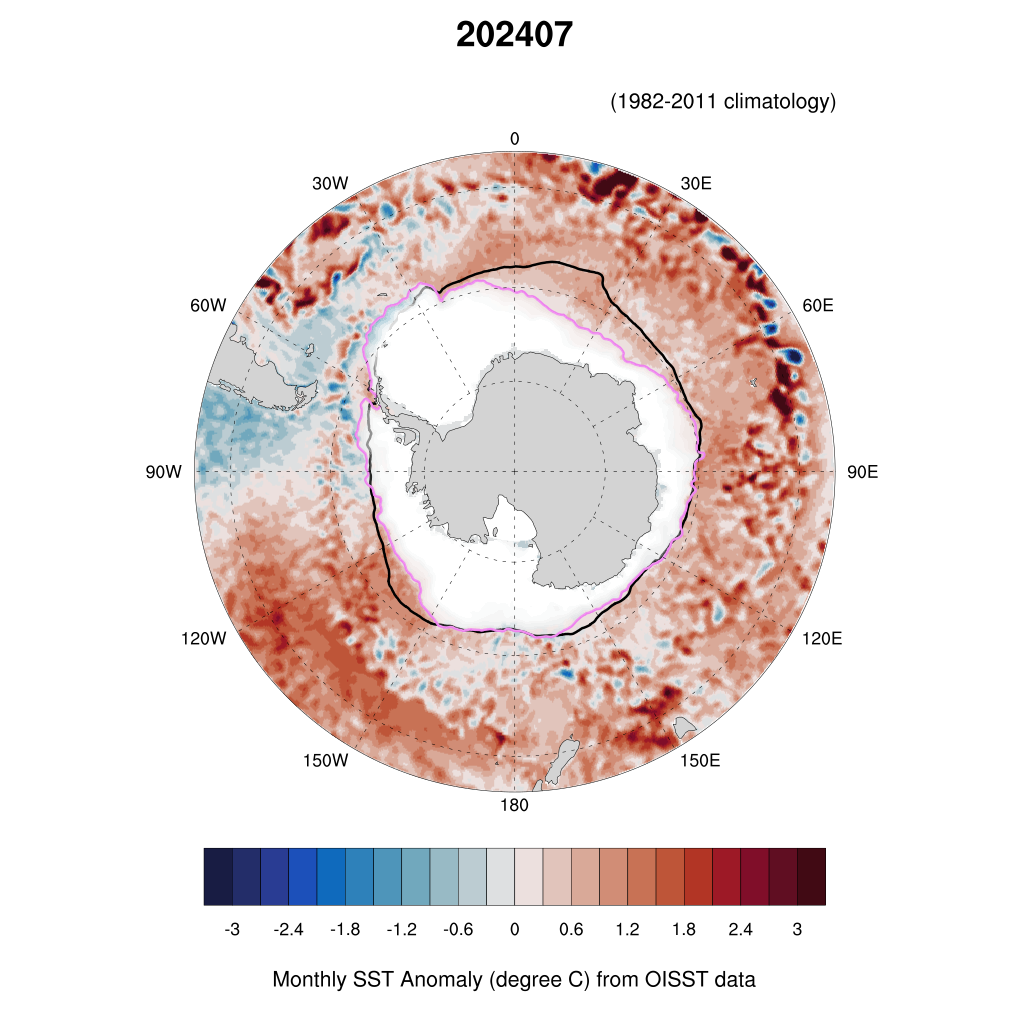 202407
(1982-2011 climatology)
0
30W
30E
60W
60E
90W
90E
120W
120E
150W
150E
180
-3 -2.4 -1.8 -1.2 -0.6 0 0.6 1.2 1.8 2.4 3
Monthly SST Anomaly (degree C) from OISST data